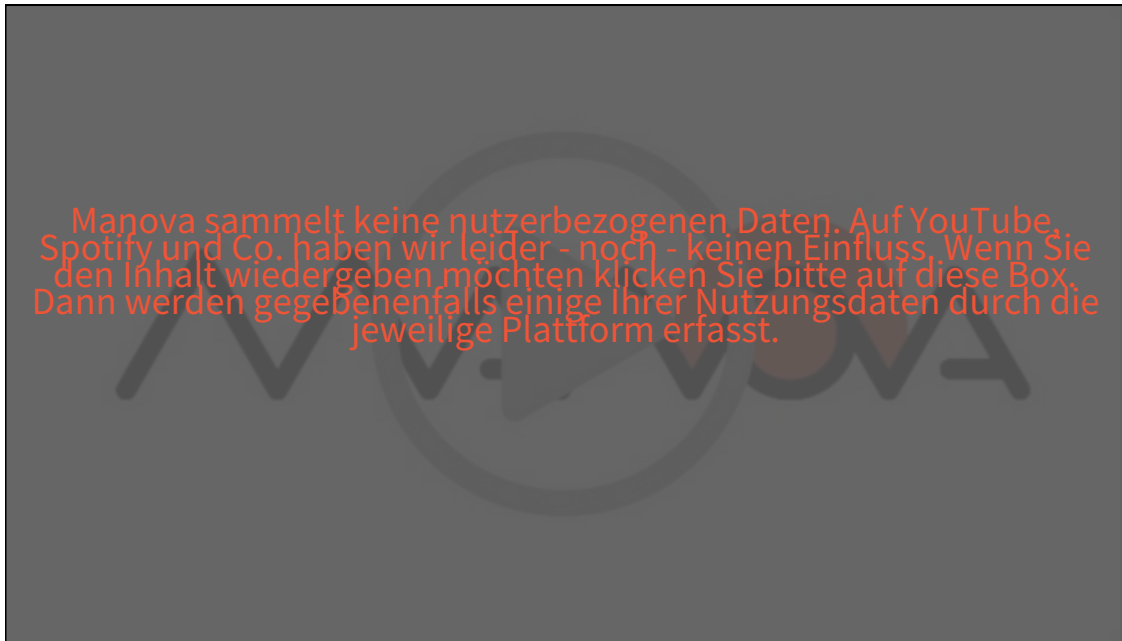 Manova sammelt keine nutzerbezogenen Daten. Auf YouTube,
Spotify und Co. haben wir leider - noch - keinen Einfluss. Wenn Sie
den Inhalt wiedergeben möchten klicken Sie bitte auf diese Box.
Dann werden gegebenenfalls einige Ihrer Nutzungsdaten durch die
jeweilige Plattform erfasst.
MANOVA